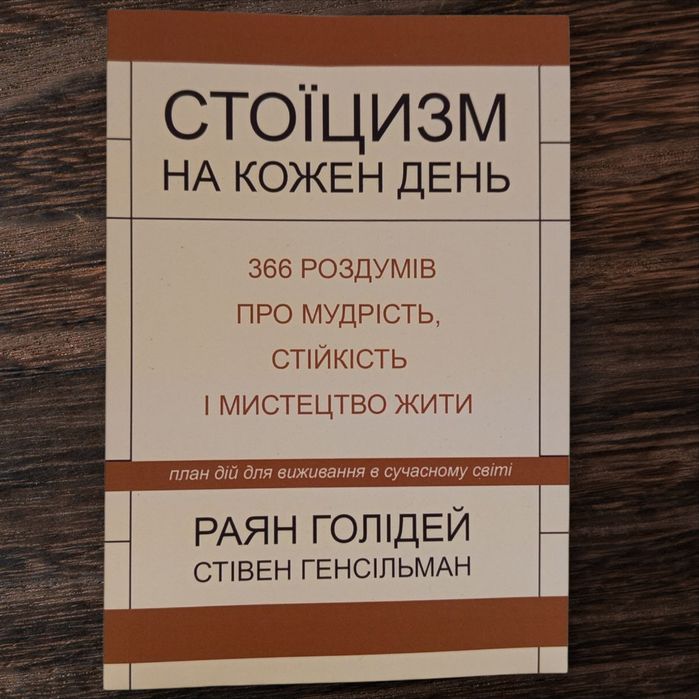 СТОЇЦИЗМ
НА КОЖЕН ДЕНЬ
366 РОЗДУМІВ
ПРО МУДРІСТЬ,
СТІЙКІСТЬ
І МИСТЕЦТВО ЖИТИ
план дій для виживання в сучасному світі
РАЯН ГОЛІДЕЙ
СТІВЕН ГЕНСІЛЬМАН